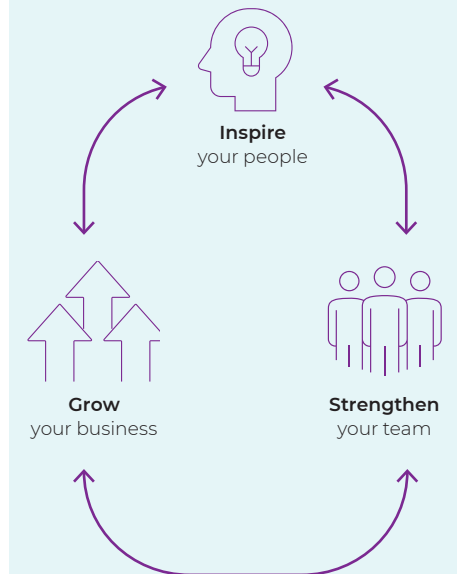 Inspire
your people
Grow
your business
Strengthen
your team